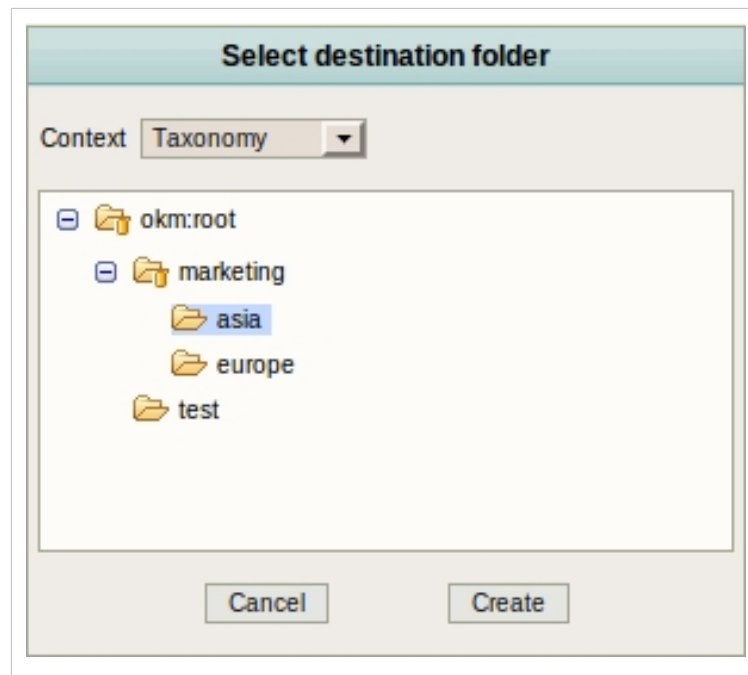 Select destination folder
Context Taxonomy
okm:root
marketing
asia
europe
test
Cancel Create